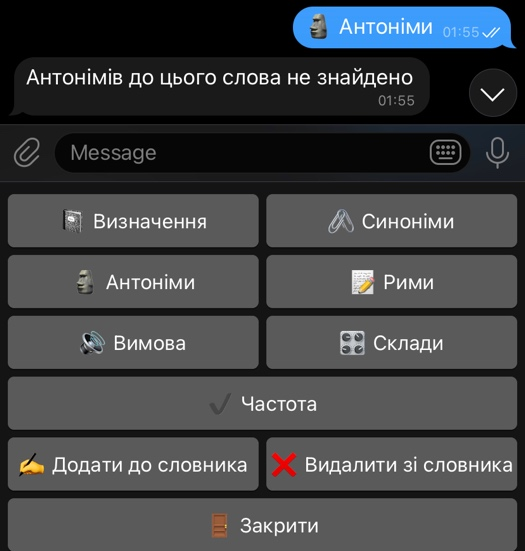 🗿 Антоніми 01:55
Антонімів до цього слова не знайдено
01:55
Message
📓 Визначення
🖇 Синоніми
🗿 Антоніми
📝 Рими
🔊 Вимова
🎛 Склади
✔️ Частота
✍️ Додати до словника
❌ Видалити зі словника
🚪 Закрити